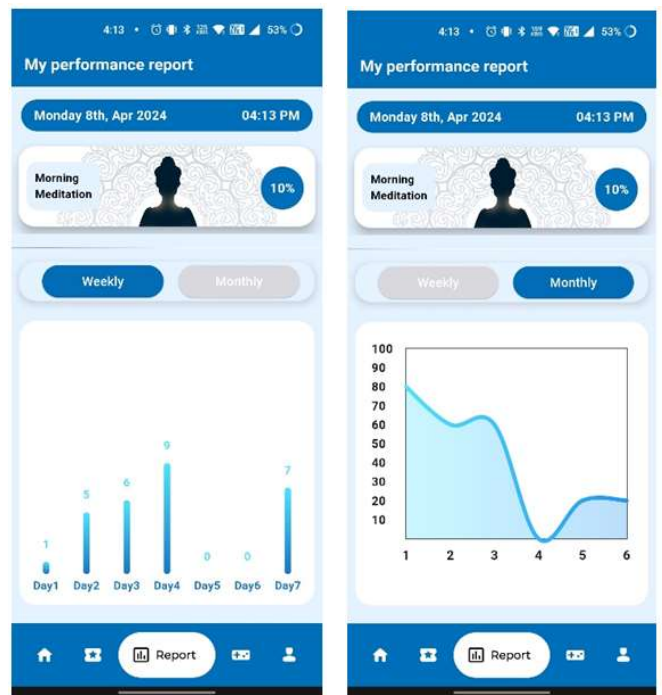 4:13
53%
My performance report
Monday 8th, Apr 2024 04:13 PM
Morning
Meditation
10%
Weekly Monthly
9
7
6
5
1
0 0
Day1 Day2 Day3 Day4 Day5 Day6 Day7
Report
4:13
53%
My performance report
Monday 8th, Apr 2024 04:13 PM
Morning
Meditation
10%
Weekly Monthly
100
90
80
70
60
50
40
30
20
10
1 2 3 4 5 6
Report